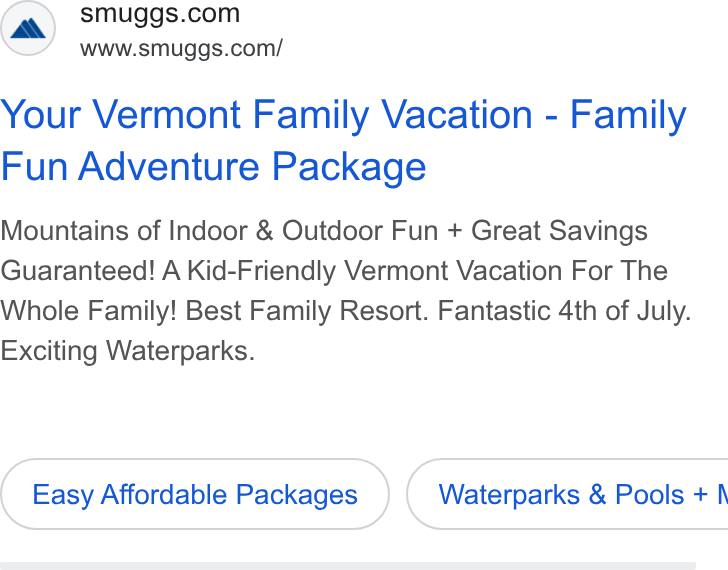 smuggs.com
www.smuggs.com/
Your Vermont Family Vacation - Family
Fun Adventure Package
Mountains of Indoor & Outdoor Fun + Great Savings
Guaranteed! A Kid-Friendly Vermont Vacation For The
Whole Family! Best Family Resort. Fantastic 4th of July.
Exciting Waterparks.
Easy Affordable Packages
Waterparks & Pools +